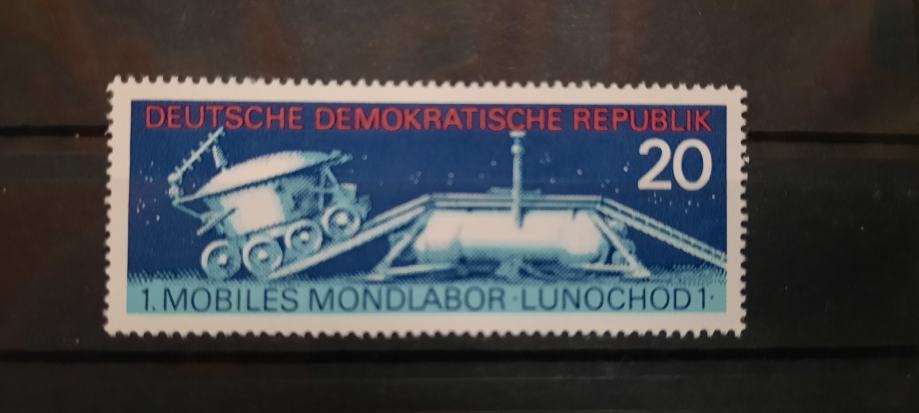 DEUTSCHE DEMOKRATISCHE REPUBLIK
20
1. MOBILES MONDLABOR · LUNOCHOD 1 ·